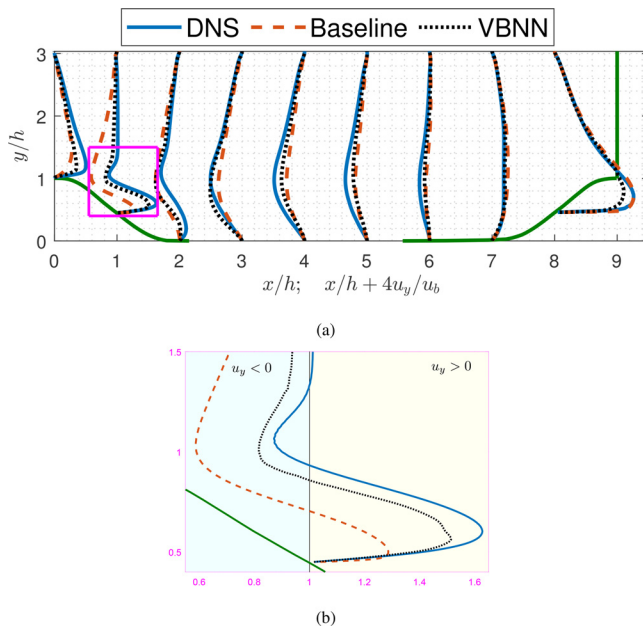 DNS Baseline VBNN
3
2
1
0
y/h
0 1 2 3 4 5 6 7 8 9
x/h; x/h + 4u_y/u_b
(a)
1.5
1
0.5
u_y < 0
u_y > 0
0.6 0.8 1 1.2 1.4 1.6
(b)